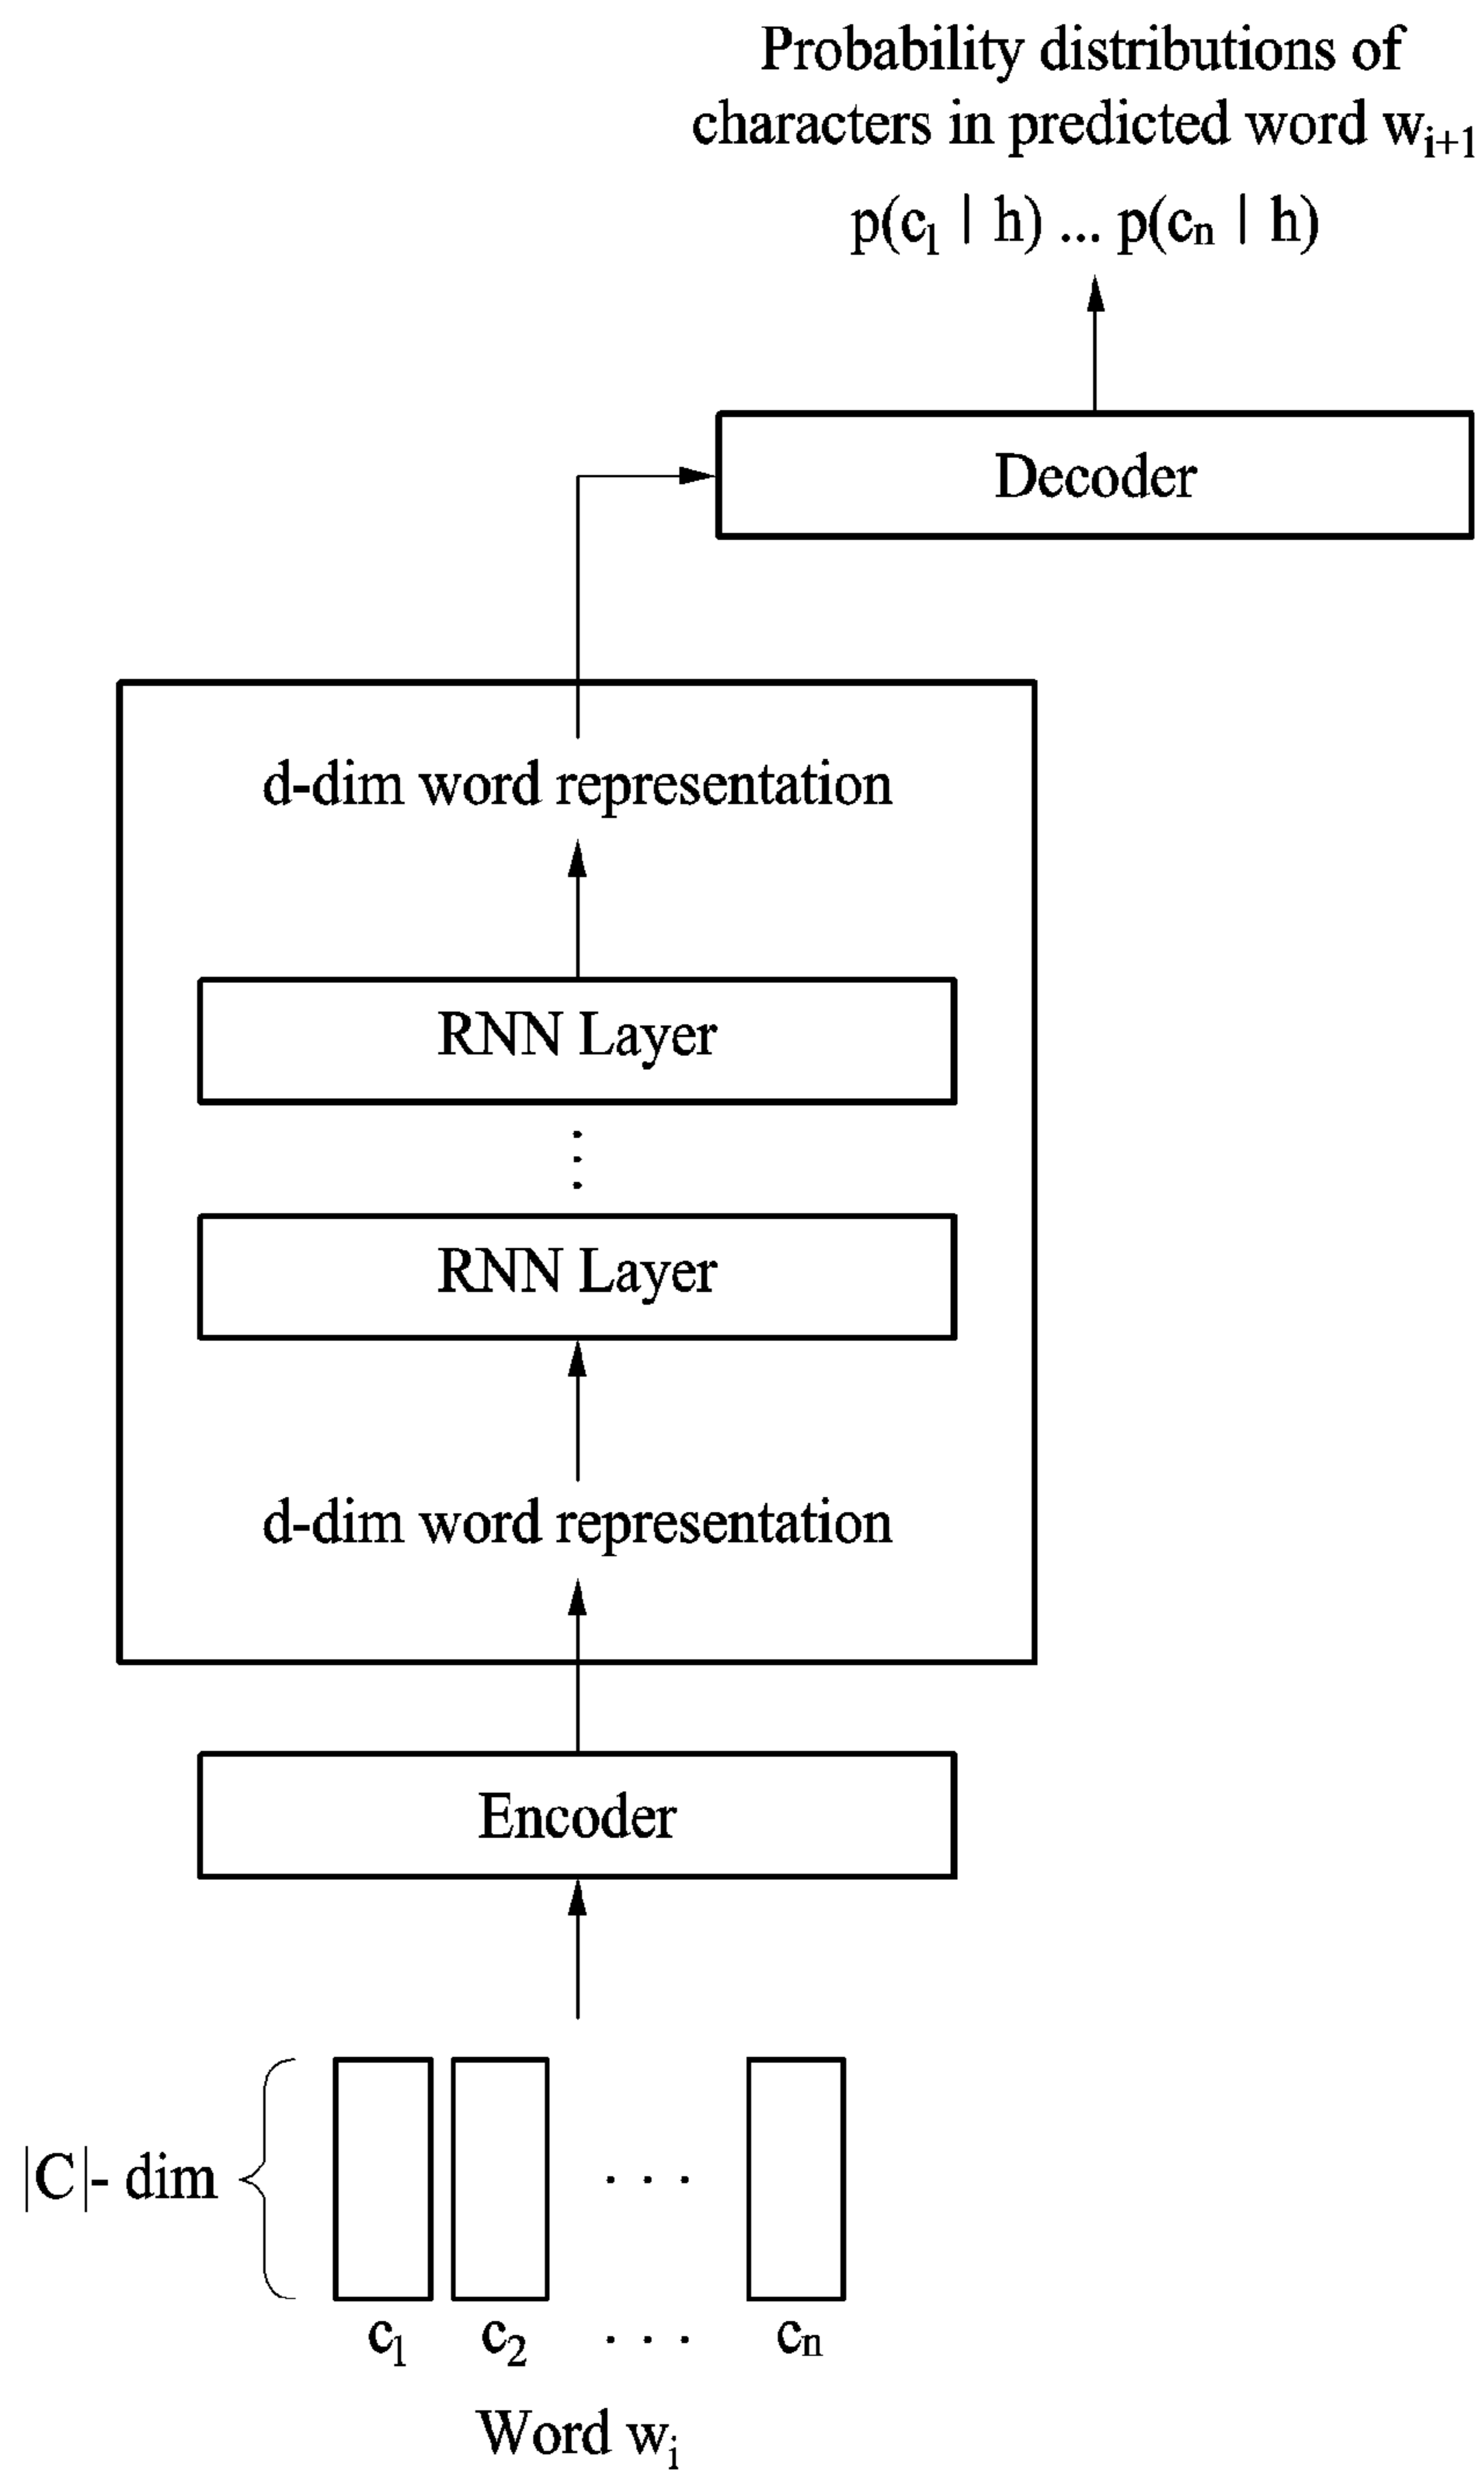 Probability distributions of
characters in predicted word wi+1
p(c1 | h) ... p(cn | h)
Decoder
d-dim word representation
RNN Layer
RNN Layer
d-dim word representation
Encoder
|C|- dim
c1 c2 . . . cn
Word wi